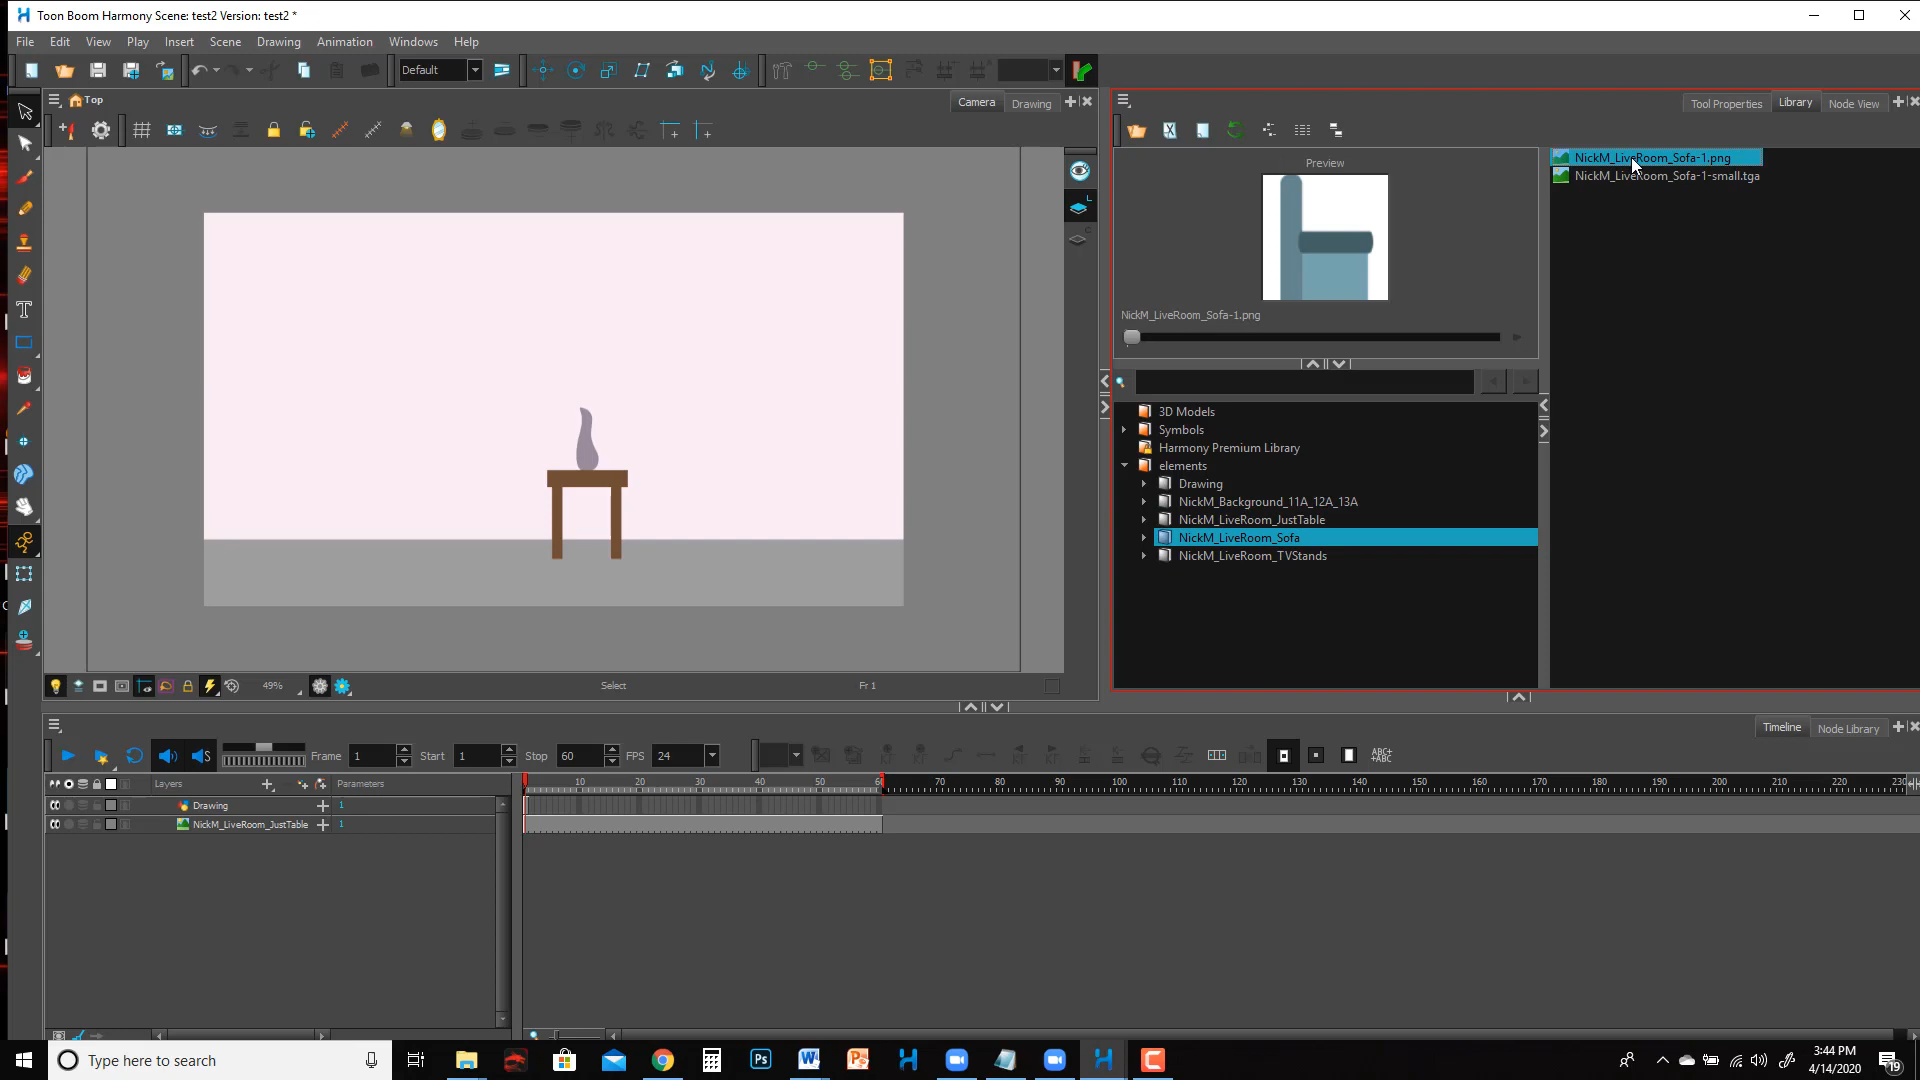 Toon Boom Harmony Scene: test2 Version: test2 *
File Edit View Play Insert Scene Drawing Animation Windows Help
Default
Top
Camera
Drawing
Tool Properties
Library
Node View
Preview
NickM_LiveRoom_Sofa-1.png
NickM_LiveRoom_Sofa-1.png
NickM_LiveRoom_Sofa-1-small.tga
3D Models
Symbols
Harmony Premium Library
elements
Drawing
NickM_Background_11A_12A_13A
NickM_LiveRoom_JustTable
NickM_LiveRoom_Sofa
NickM_LiveRoom_TVStands
49%
Select
Fr 1
Timeline
Node Library
Frame 1 Start 1 Stop 60 FPS 24
ABC+
+ABC
Layers
Parameters
10 20 30 40 50 60 70 80 90 100 110 120 130 140 150 160 170 180 190 200 210 220 230
Drawing 1
NickM_LiveRoom_JustTable 1
Type here to search
3:44 PM
4/14/2020
19